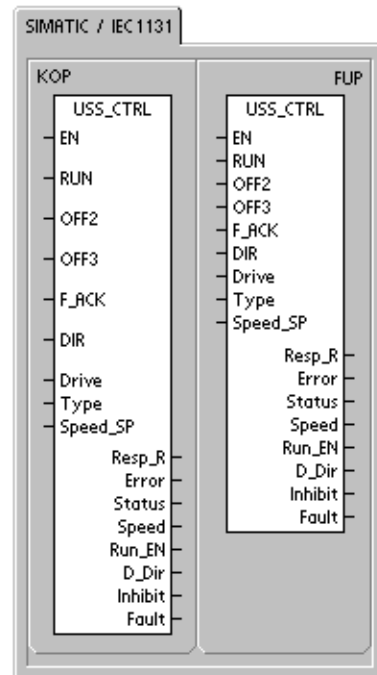 SIMATIC / IEC1131
KOP
USS_CTRL
EN
RUN
OFF2
OFF3
F_ACK
DIR
Drive
Type
Speed_SP
Resp_R
Error
Status
Speed
Run_EN
D_Dir
Inhibit
Fault
FUP
USS_CTRL
EN
RUN
OFF2
OFF3
F_ACK
DIR
Drive
Type
Speed_SP
Resp_R
Error
Status
Speed
Run_EN
D_Dir
Inhibit
Fault